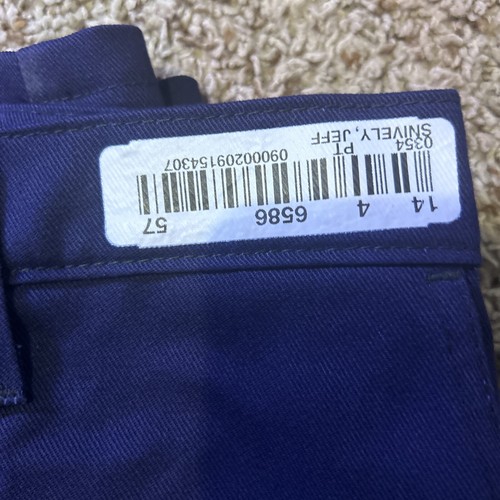 0354
SNIVELY, JEFF
PT
09000209154307
14 4 6586 57